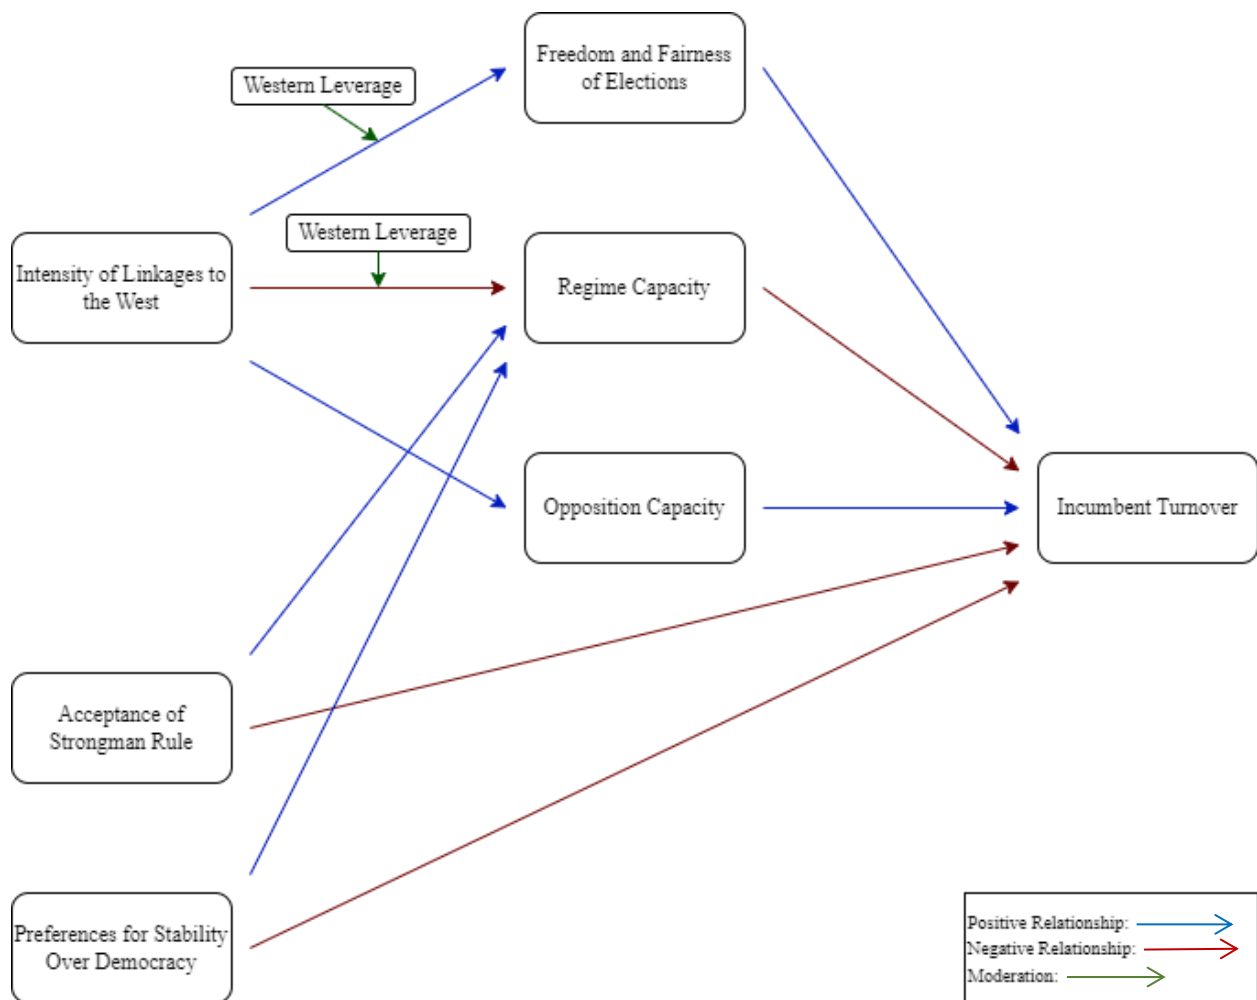 Freedom and Fairness
of Elections
Western Leverage
Western Leverage
Intensity of Linkages to
the West
Regime Capacity
Opposition Capacity
Incumbent Turnover
Acceptance of
Strongman Rule
Preferences for Stability
Over Democracy
Positive Relationship:
Negative Relationship:
Moderation: